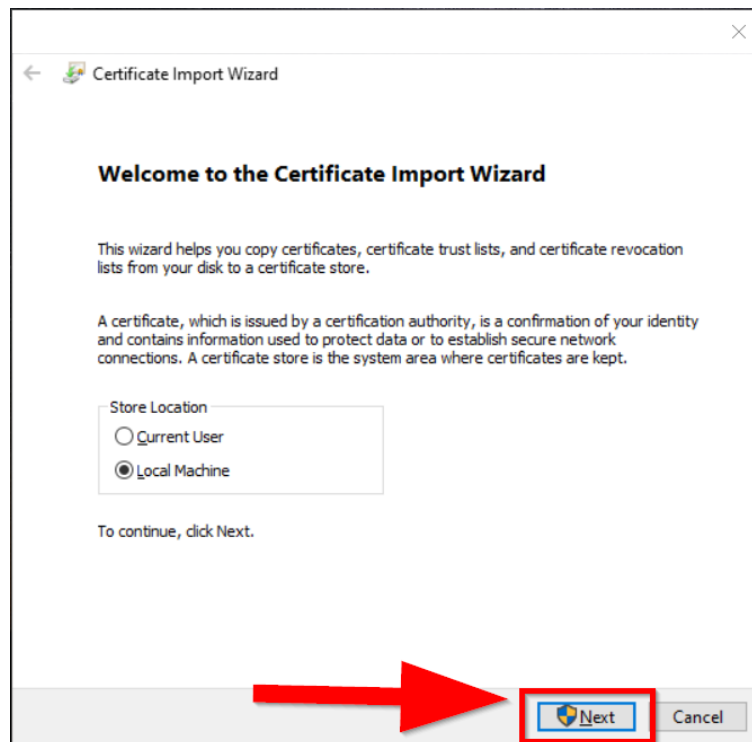 Certificate Import Wizard
Welcome to the Certificate Import Wizard
This wizard helps you copy certificates, certificate trust lists, and certificate revocation
lists from your disk to a certificate store.
A certificate, which is issued by a certification authority, is a confirmation of your identity
and contains information used to protect data or to establish secure network
connections. A certificate store is the system area where certificates are kept.
Store Location
Current User
Local Machine
To continue, click Next.
Next
Cancel